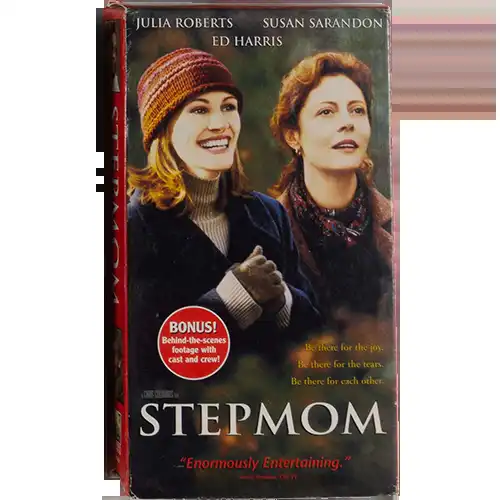 JULIA ROBERTS SUSAN SARANDON
ED HARRIS
STEPMOM
BONUS!
Behind-the-scenes
footage with
cast and crew!
Be there for the joy.
Be there for the tears.
Be there for each other.
STEPMOM
"Enormously Entertaining."